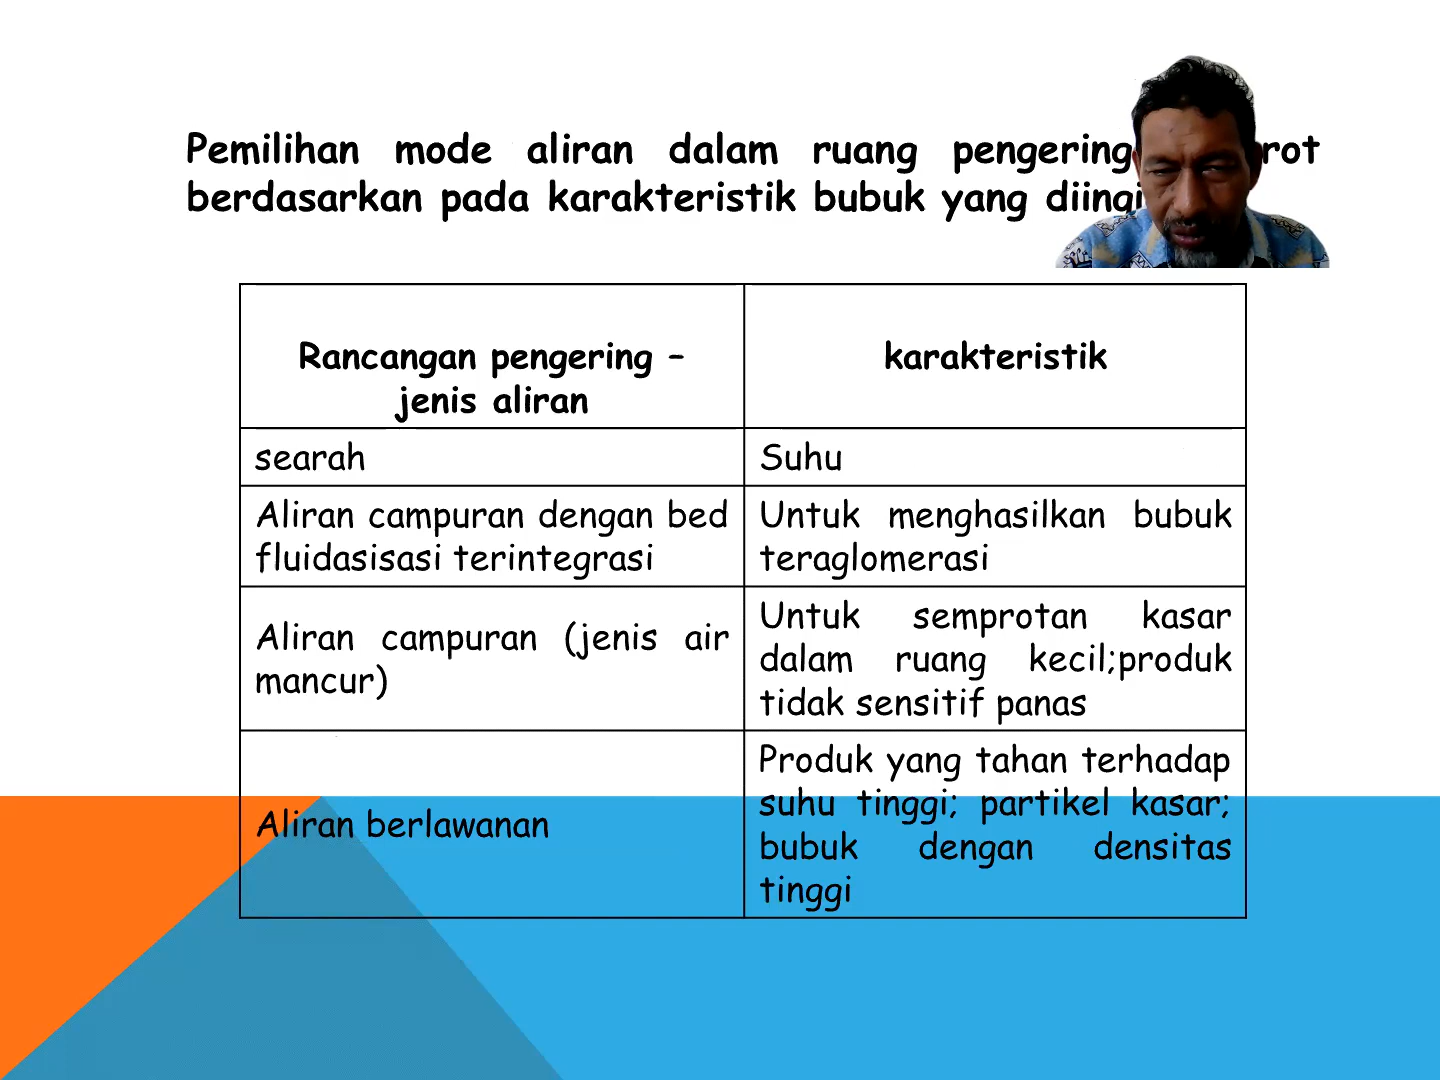 Pemilihan mode aliran dalam ruang pengering
berdasarkan pada karakteristik bubuk yang
Rancangan pengering –
jenis aliran
karakteristik
searah
Suhu
Aliran campuran dengan bed
fluidasisasi terintegrasi
Untuk menghasilkan bubuk
teraglomerasi
Aliran campuran (jenis air
mancur)
Untuk semprotan kasar
dalam ruang kecil;produk
tidak sensitif panas
Aliran berlawanan
Produk yang tahan terhadap
suhu tinggi; partikel kasar;
bubuk dengan densitas
tinggi